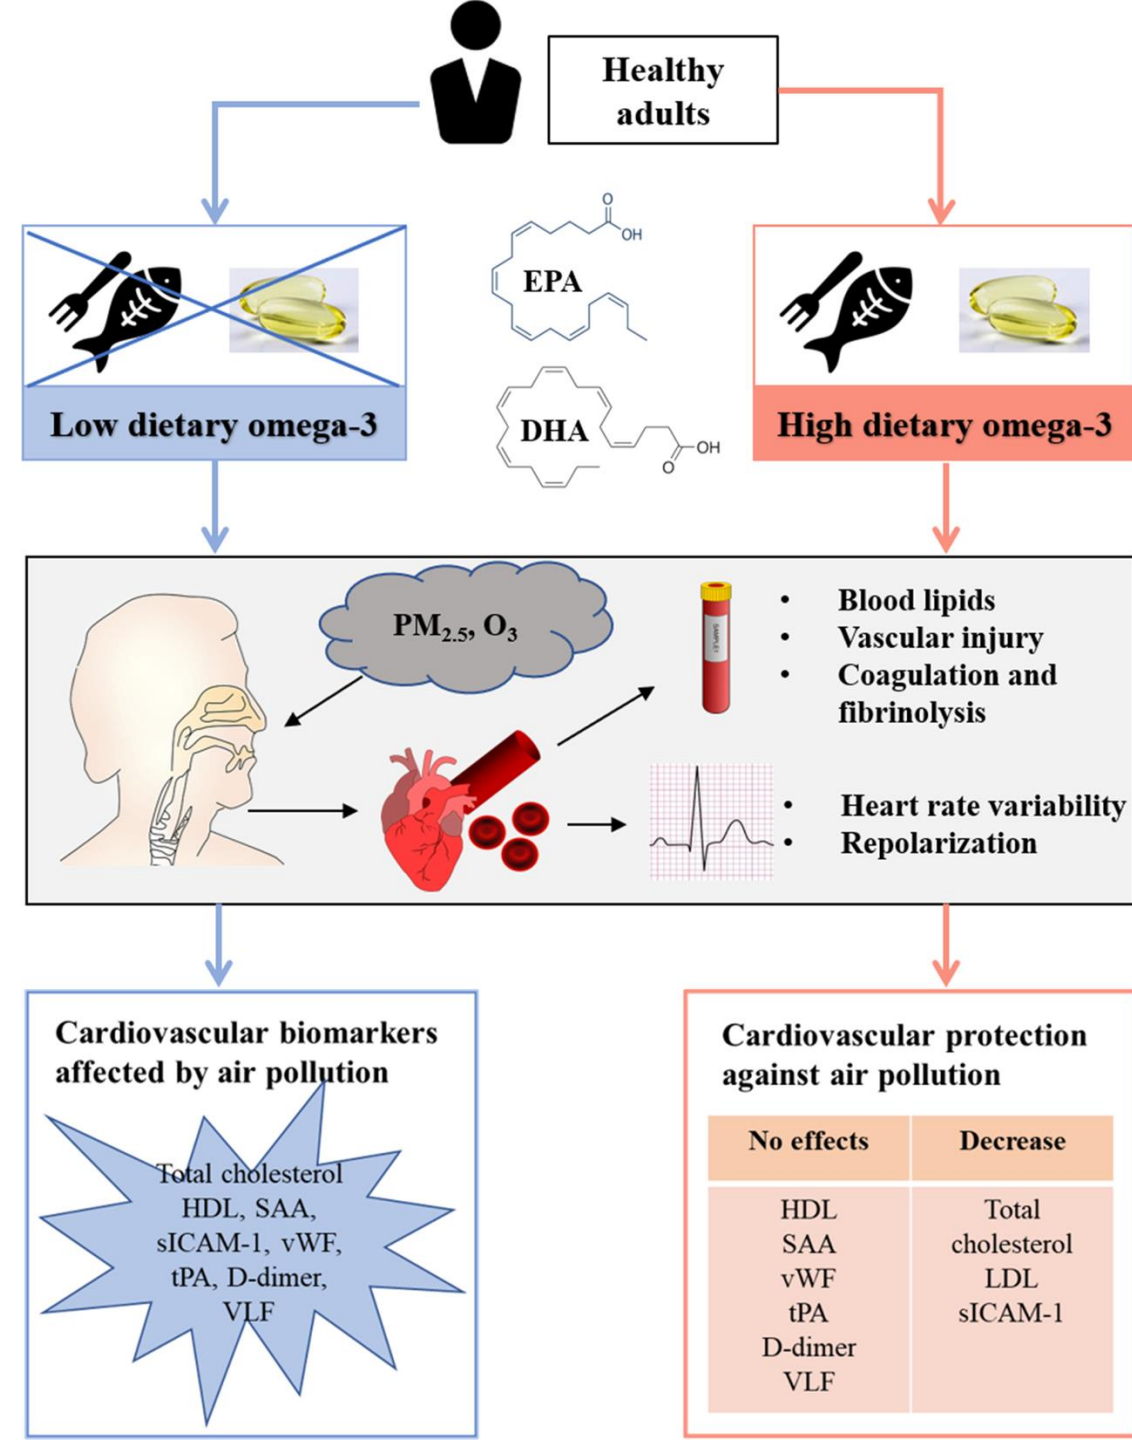 Healthy
adults
O
OH
EPA
DHA
OH
O
Low dietary omega-3
High dietary omega-3
PM2.5, O3
SAMPLE1
• Blood lipids
• Vascular injury
• Coagulation and
fibrinolysis
• Heart rate variability
• Repolarization
Cardiovascular biomarkers
affected by air pollution
Total cholesterol
HDL, SAA,
sICAM-1, vWF,
tPA, D-dimer,
VLF
Cardiovascular protection
against air pollution
No effects
HDL
SAA
vWF
tPA
D-dimer
VLF
Decrease
Total
cholesterol
LDL
sICAM-1